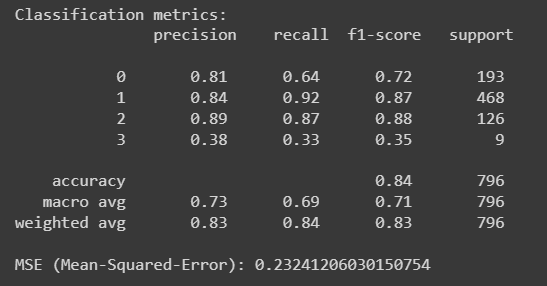 Classification metrics:
precision recall f1-score support
0 0.81 0.64 0.72 193
1 0.84 0.92 0.87 468
2 0.89 0.87 0.88 126
3 0.38 0.33 0.35 9
accuracy 0.84 796
macro avg 0.73 0.69 0.71 796
weighted avg 0.83 0.84 0.83 796
MSE (Mean-Squared-Error): 0.23241206030150754